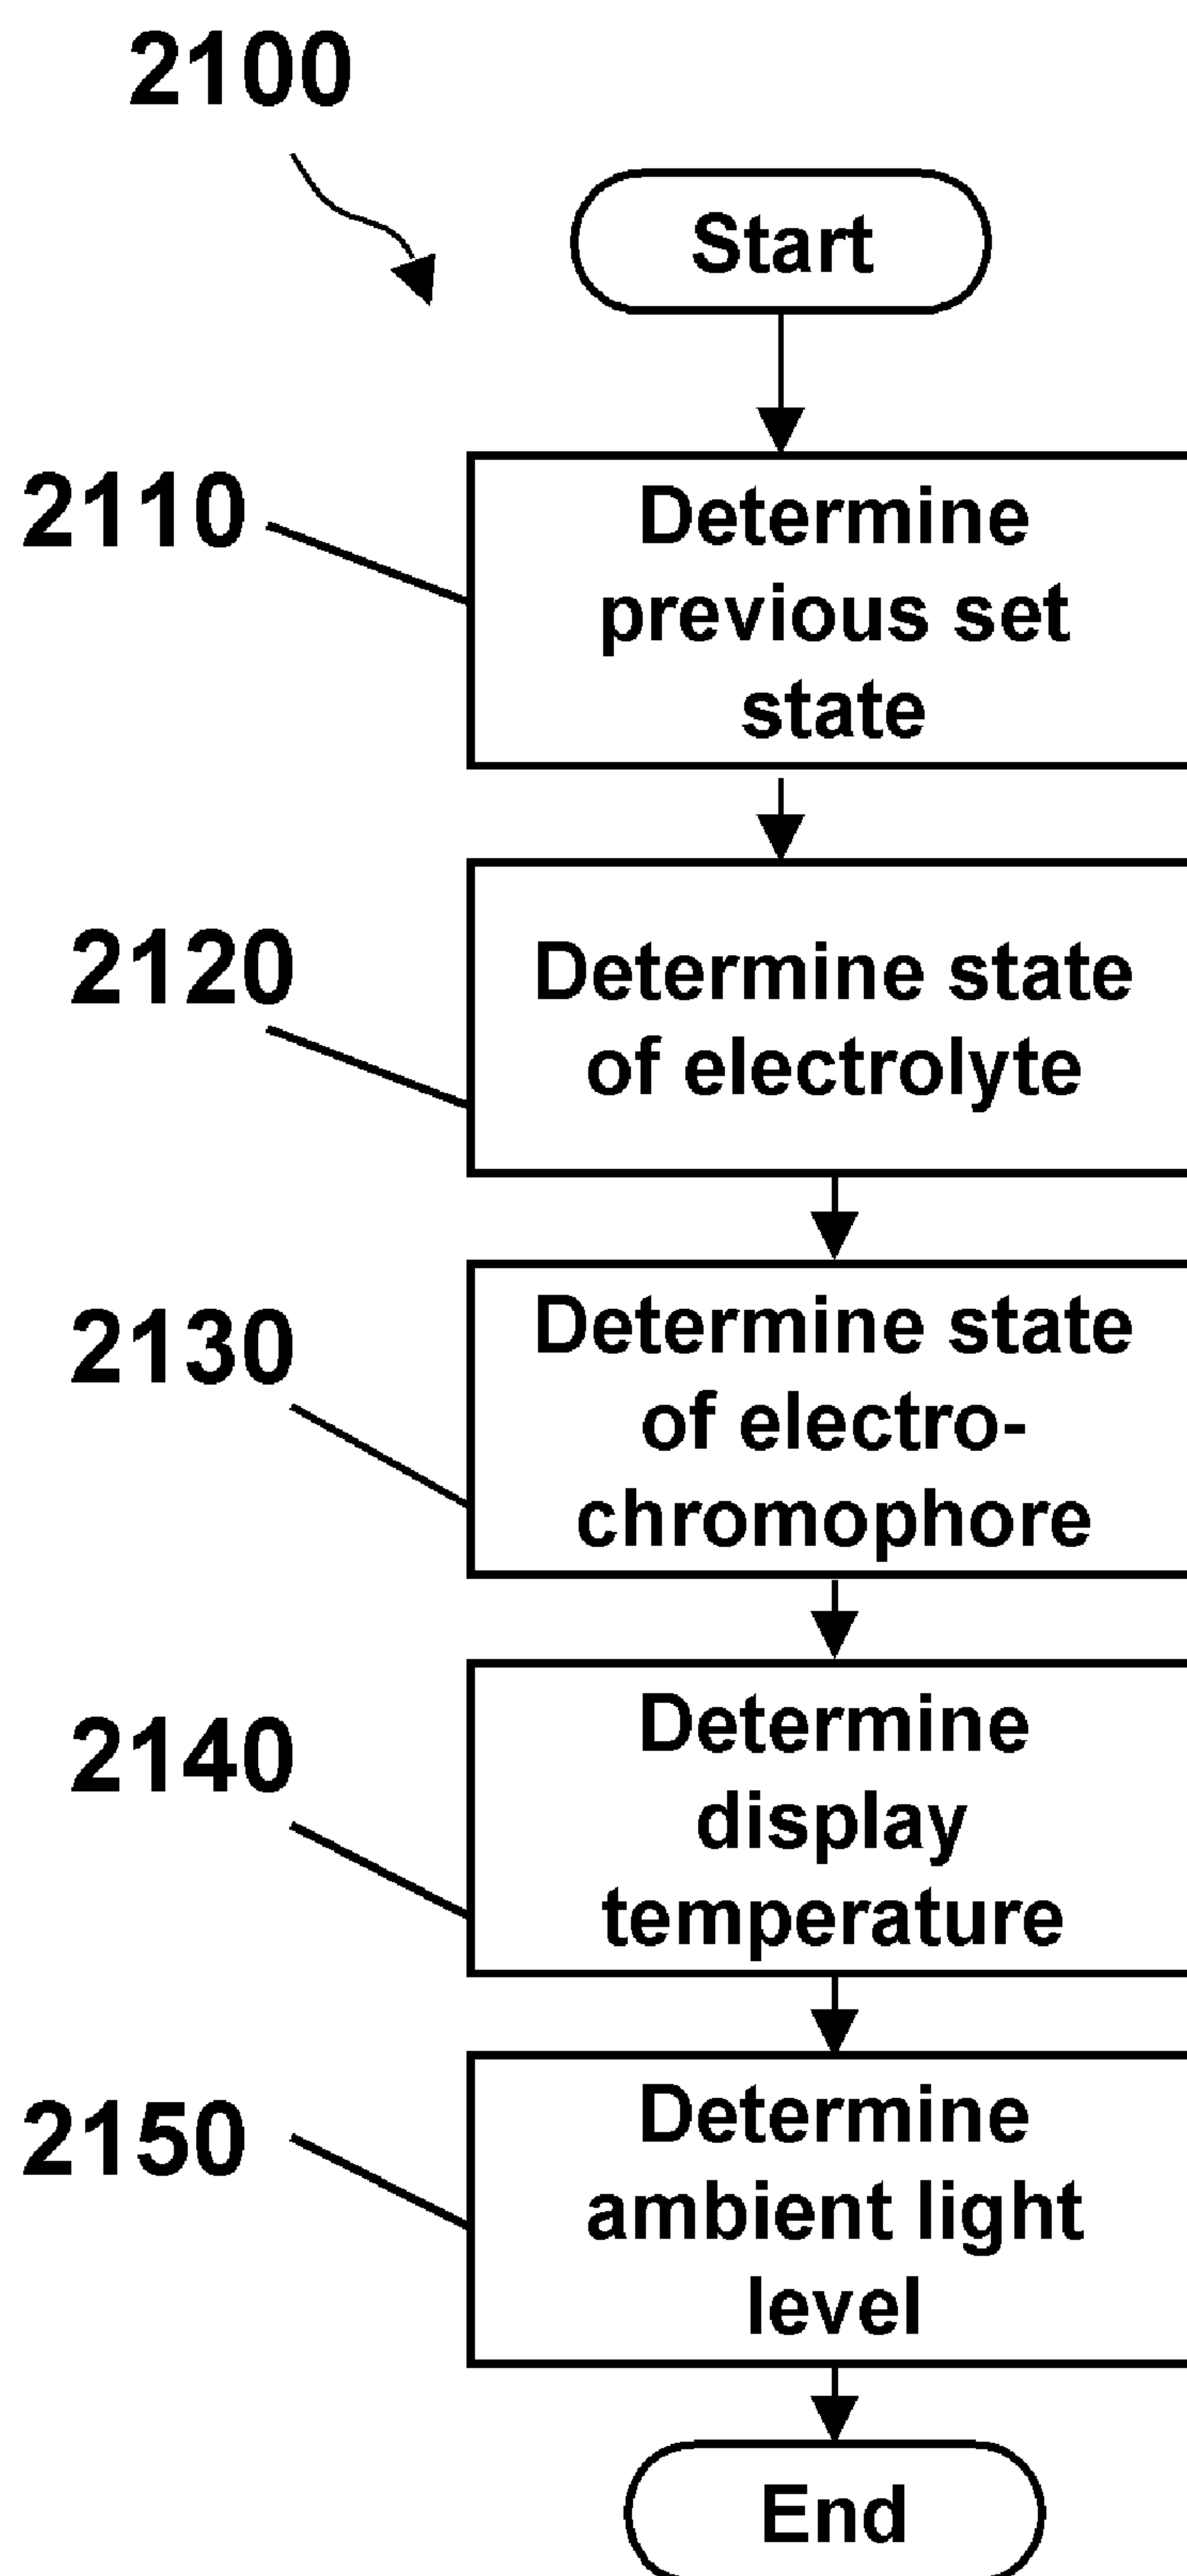 2100
Start
2110
Determine
previous set
state
2120
Determine state
of electrolyte
2130
Determine state
of electro-
chromophore
2140
Determine
display
temperature
2150
Determine
ambient light
level
End